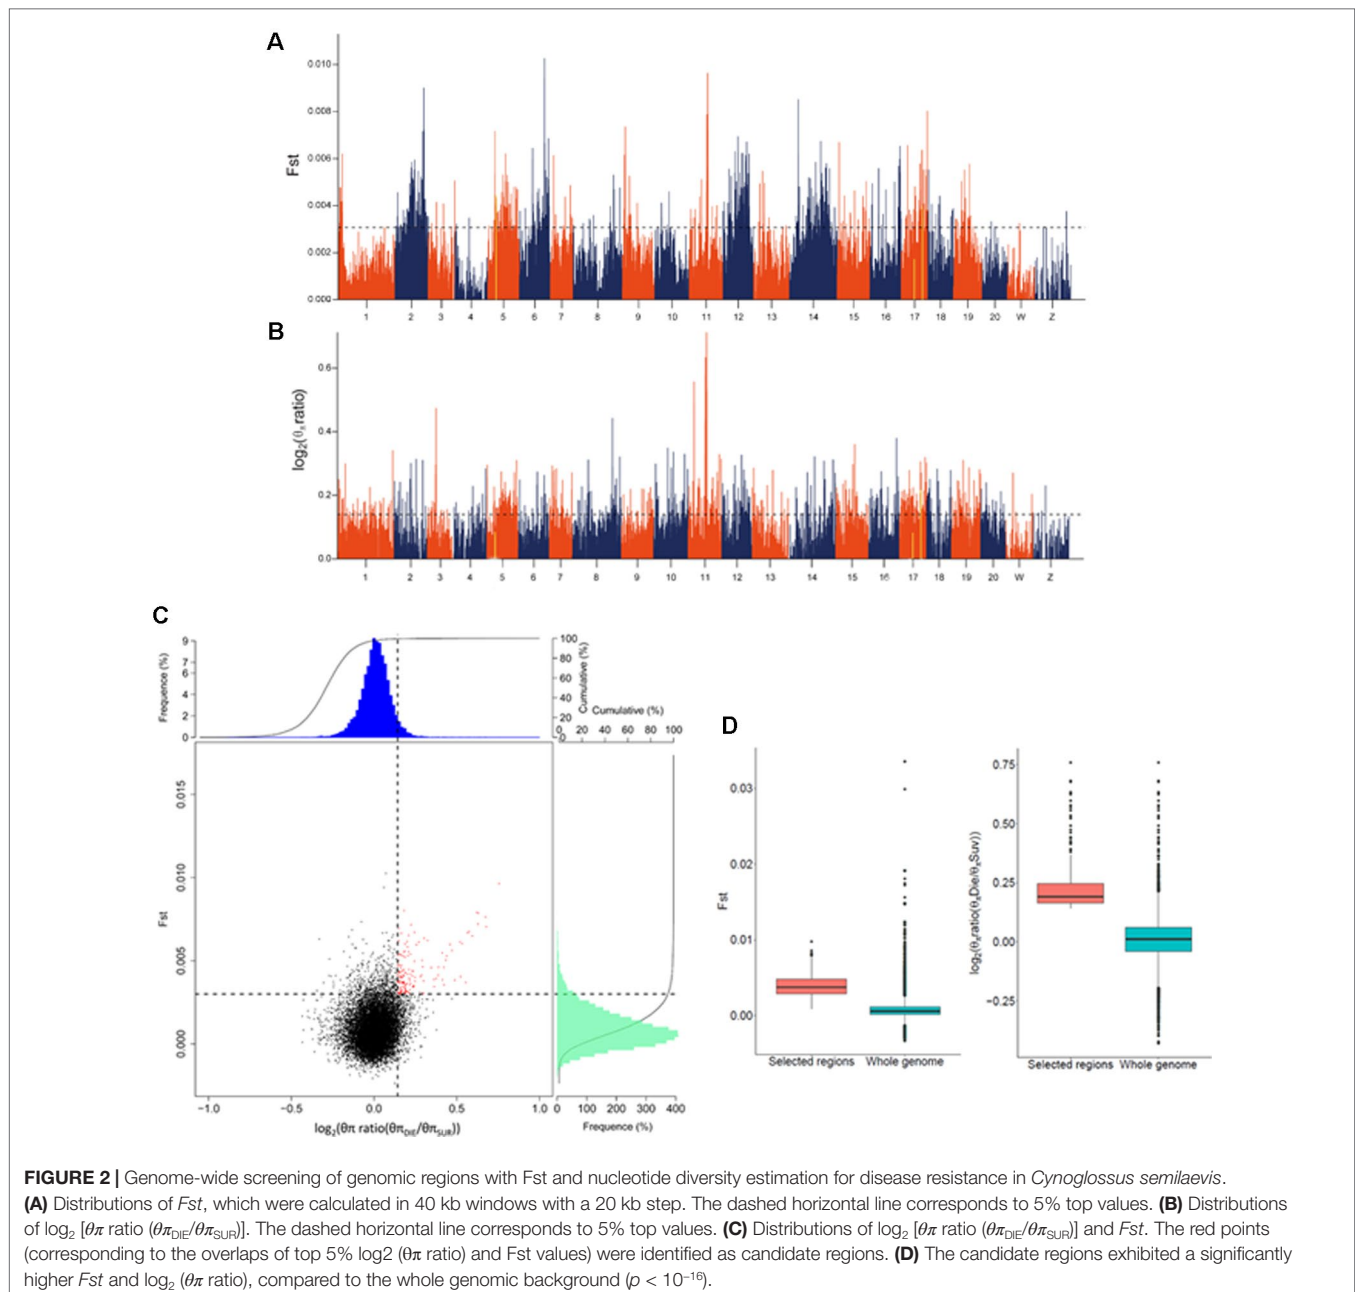 A
0.010
0.008
0.006
0.004
0.002
0.000
Fst
1 2 3 4 5 6 7 8 9 10 11 12 13 14 15 16 17 18 19 20 W Z
B
0.6
0.4
0.2
0.0
log₂(θπratio)
1 2 3 4 5 6 7 8 9 10 11 12 13 14 15 16 17 18 19 20 W Z
C
Frequence (%)
9
7
6
4
2
0
100
80
60
40
20
0
Cumulative (%)
Cumulative (%)
0 20 40 60 80 100
Fst
0.015
0.010
0.005
0.000
−1.0 −0.5 0.0 0.5 1.0
log₂(θπ ratio(θπDIE/θπSUR))
0 100 200 300 400
Frequence (%)
D
Fst
0.03
0.02
0.01
0.00
Selected regions Whole genome
log₂(θπratio(θπDie/θπSuv))
0.75
0.50
0.25
0.00
−0.25
Selected regions Whole genome
FIGURE 2 | Genome-wide screening of genomic regions with Fst and nucleotide diversity estimation for disease resistance in Cynoglossus semilaevis.
(A) Distributions of Fst, which were calculated in 40 kb windows with a 20 kb step. The dashed horizontal line corresponds to 5% top values. (B) Distributions
of log₂ [θπ ratio (θπDIE/θπSUR)]. The dashed horizontal line corresponds to 5% top values. (C) Distributions of log₂ [θπ ratio (θπDIE/θπSUR)] and Fst. The red points
(corresponding to the overlaps of top 5% log2 (θπ ratio) and Fst values) were identified as candidate regions. (D) The candidate regions exhibited a significantly
higher Fst and log₂ (θπ ratio), compared to the whole genomic background (p < 10⁻¹⁶).